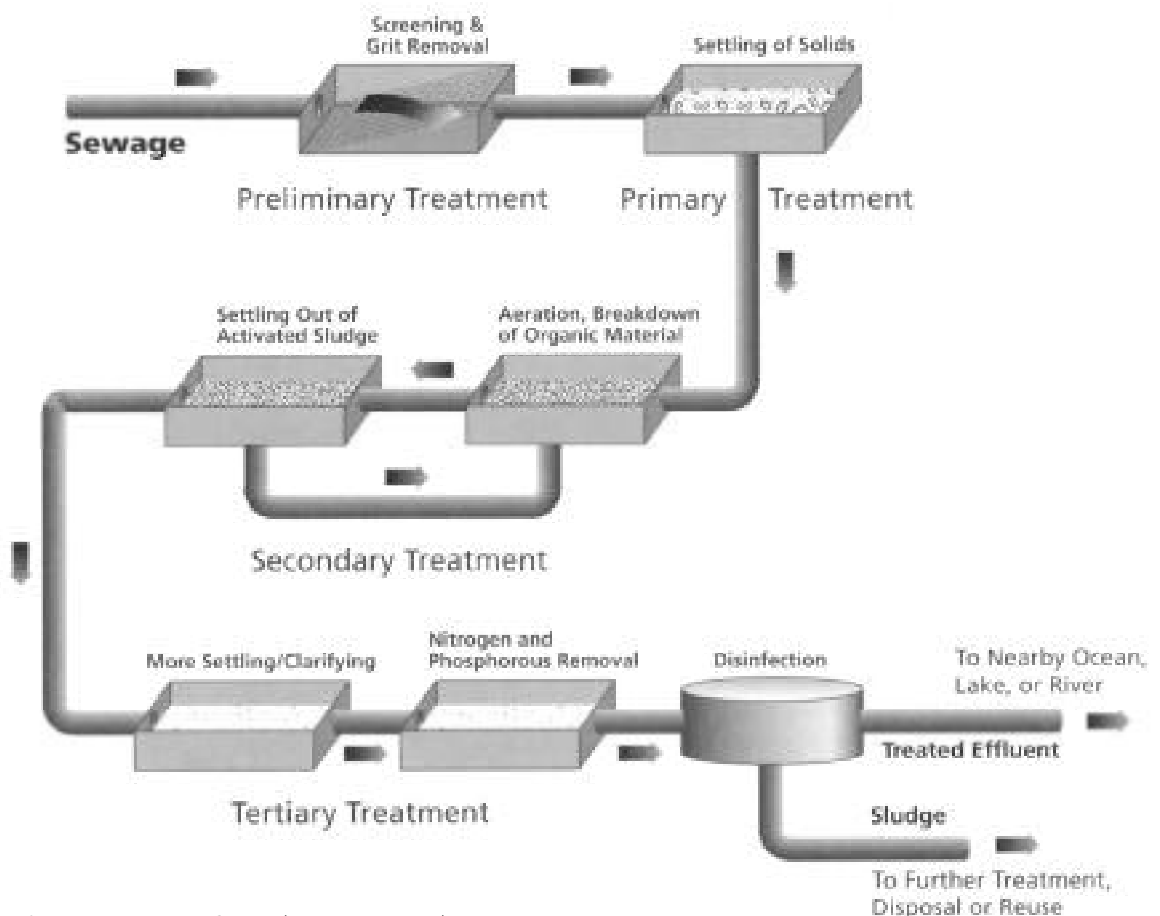 Screening &
Grit Removal
Settling of Solids
Sewage
Preliminary Treatment
Primary Treatment
Settling Out of
Activated Sludge
Aeration, Breakdown
of Organic Material
Secondary Treatment
More Settling/Clarifying
Nitrogen and
Phosphorous Removal
Disinfection
To Nearby Ocean,
Lake, or River
Treated Effluent
Tertiary Treatment
Sludge
To Further Treatment,
Disposal or Reuse